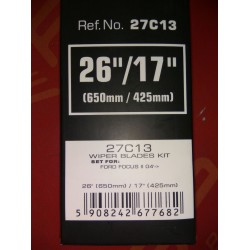 Ref. No. 27C13
26"/17"
(650mm / 425mm)
27C13
WIPER BLADES KIT
SET FOR:
FORD FOCUS II 04'->
26' (650mm) / 17' (425mm)
5 908242 677682